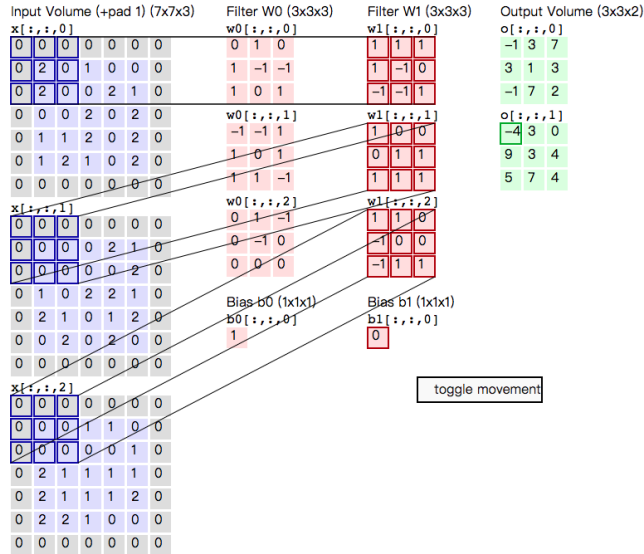 Input Volume (+pad 1) (7x7x3)
x[:,:,0]
0 0 0 0 0 0 0
0 2 0 1 0 0 0
0 2 0 0 2 1 0
0 0 0 2 0 2 0
0 1 1 2 0 2 0
0 1 2 1 0 2 0
0 0 0 0 0 0 0
x[:,:,1]
0 0 0 0 0 0 0
0 0 0 0 2 1 0
0 0 0 0 0 2 0
0 1 0 2 2 1 0
0 2 1 0 1 2 0
0 0 2 0 2 0 0
0 0 0 0 0 0 0
x[:,:,2]
0 0 0 0 0 0 0
0 0 0 1 1 0 0
0 0 0 0 0 1 0
0 2 1 1 1 1 0
0 2 1 1 1 2 0
0 2 2 1 0 0 0
0 0 0 0 0 0 0
Filter W0 (3x3x3)
w0[:,:,0]
0 1 0
1 -1 -1
1 0 1
w0[:,:,1]
-1 -1 1
1 0 1
1 1 -1
w0[:,:,2]
0 1 -1
0 -1 0
0 0 0
Bias b0 (1x1x1)
b0[:,:,0]
1
Filter W1 (3x3x3)
w1[:,:,0]
1 1 1
1 -1 0
-1 -1 1
w1[:,:,1]
1 0 0
0 1 1
1 1 1
w1[:,:,2]
1 1 0
-1 0 0
-1 1 1
Bias b1 (1x1x1)
b1[:,:,0]
0
Output Volume (3x3x2)
o[:,:,0]
-1 3 7
3 1 3
-1 7 2
o[:,:,1]
-4 3 0
9 3 4
5 7 4
toggle movement